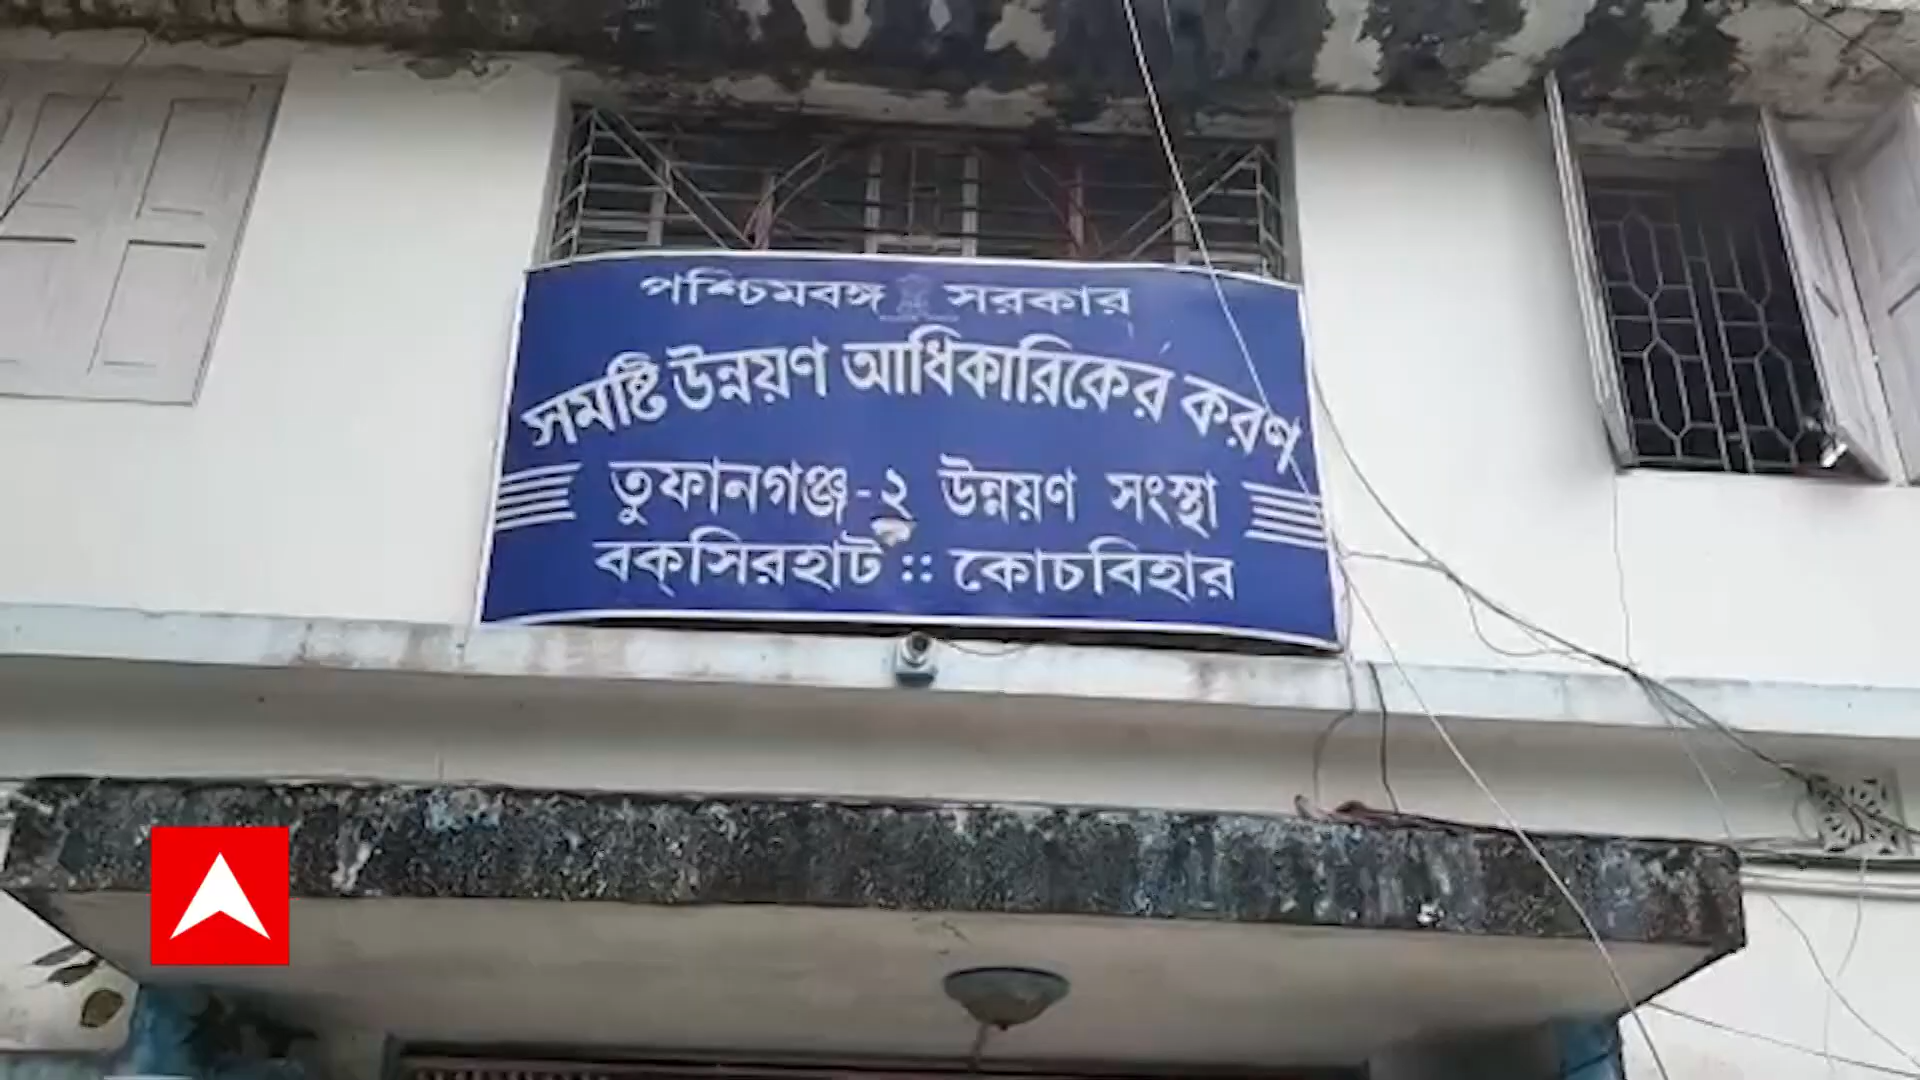 পশ্চিমবঙ্গ সরকার
সমষ্টি উন্নয়ণ আধিকারিকের করণ
তুফানগঞ্জ-২ উন্নয়ণ সংস্থা
বক্‌সিরহাট :: কোচবিহার